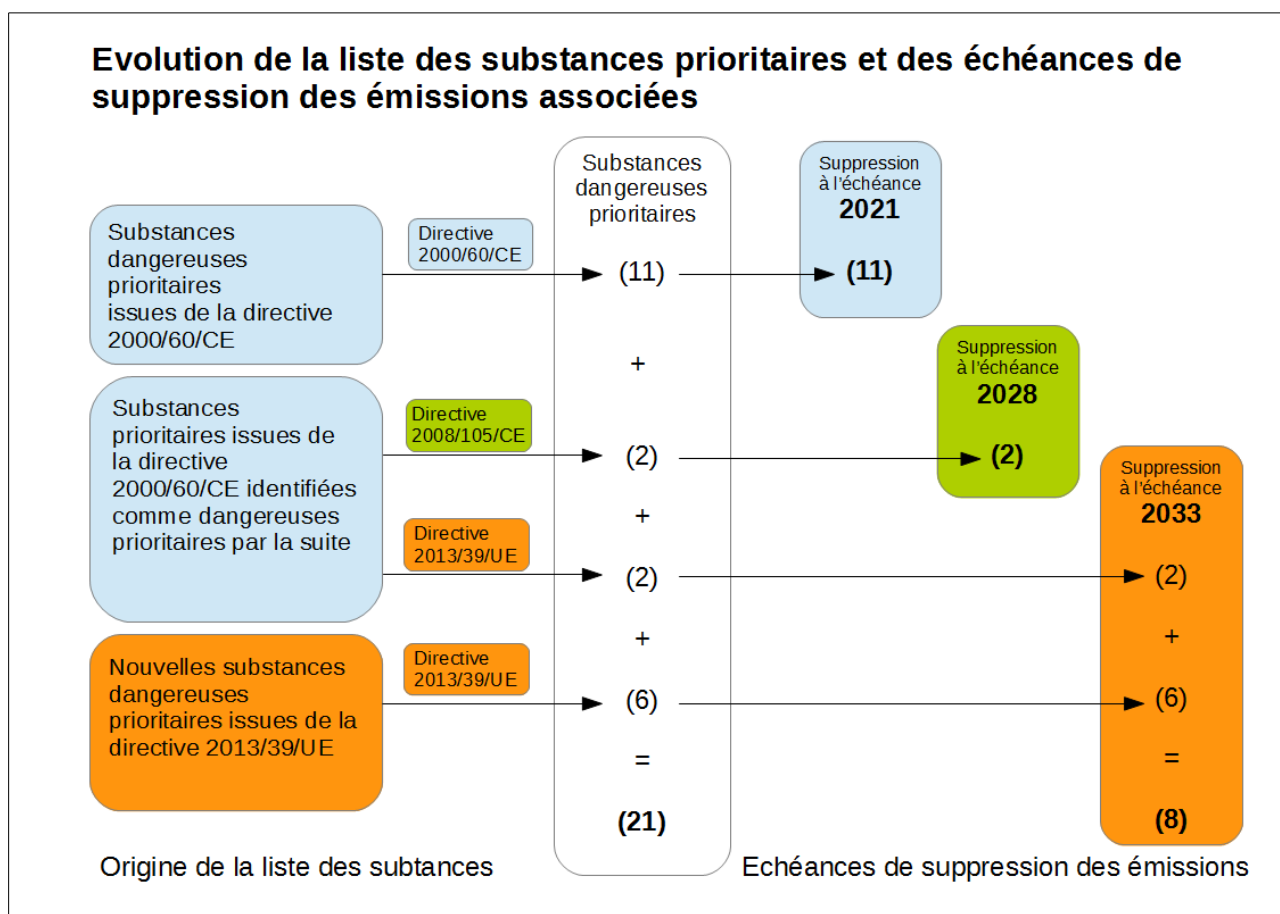 Evolution de la liste des substances prioritaires et des échéances de
suppression des émissions associées
Substances
dangereuses
prioritaires
issues de la directive
2000/60/CE
Directive
2000/60/CE
Substances
dangereuses
prioritaires
(11)
Suppression
à l'échéance
2021
(11)
+
Substances
prioritaires issues de
la directive
2000/60/CE identifiées
comme dangereuses
prioritaires par la suite
Directive
2008/105/CE
(2)
Suppression
à l'échéance
2028
(2)
+
Directive
2013/39/UE
(2)
Suppression
à l'échéance
2033
(2)
+
+
Nouvelles substances
dangereuses
prioritaires issues de la
directive 2013/39/UE
Directive
2013/39/UE
(6)
(6)
=
=
(21)
(8)
Origine de la liste des subtances
Echéances de suppression des émissions